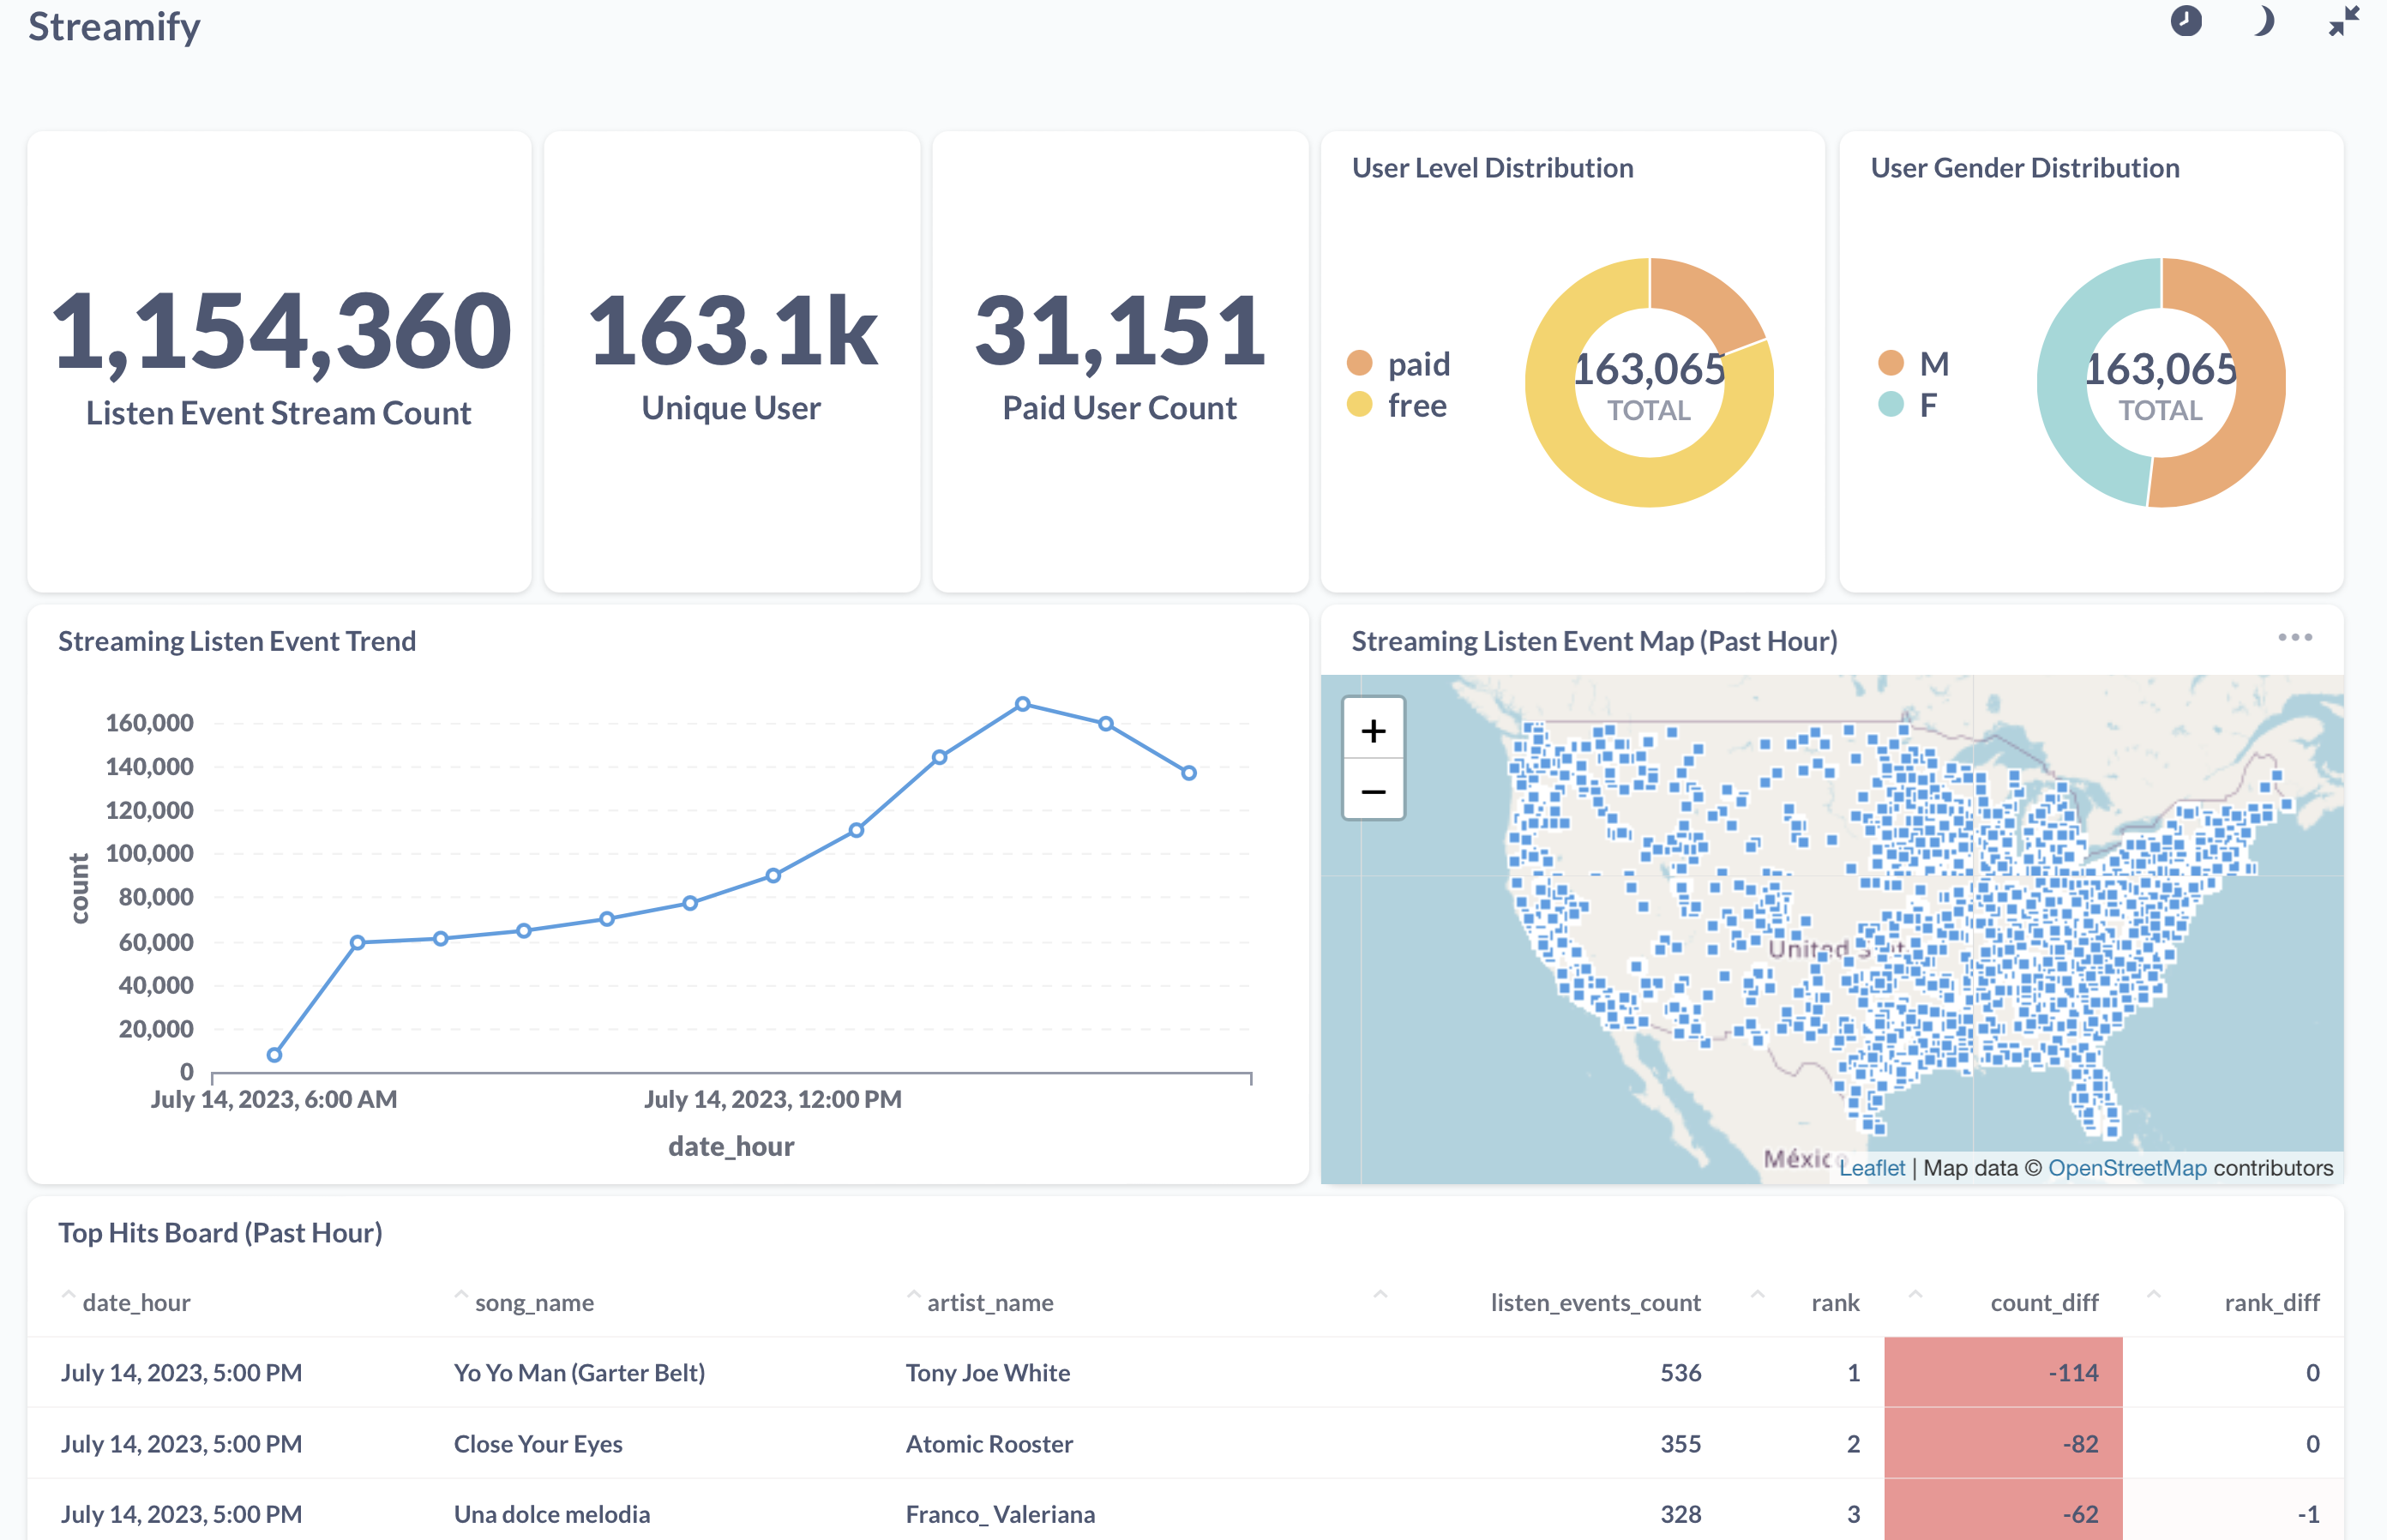 Streamify
1,154,360
Listen Event Stream Count
163.1k
Unique User
31,151
Paid User Count
User Level Distribution
paid
free
163,065
TOTAL
User Gender Distribution
M
F
163,065
TOTAL
Streaming Listen Event Trend
count
160,000
140,000
120,000
100,000
80,000
60,000
40,000
20,000
0
July 14, 2023, 6:00 AM July 14, 2023, 12:00 PM
date_hour
Streaming Listen Event Map (Past Hour)
+
−
United
Leaflet | Map data © OpenStreetMap contributors
Top Hits Board (Past Hour)
date_hour song_name artist_name listen_events_count rank count_diff rank_diff
July 14, 2023, 5:00 PM Yo Yo Man (Garter Belt) Tony Joe White 536 1 -114 0
July 14, 2023, 5:00 PM Close Your Eyes Atomic Rooster 355 2 -82 0
July 14, 2023, 5:00 PM Una dolce melodia Franco_ Valeriana 328 3 -62 -1